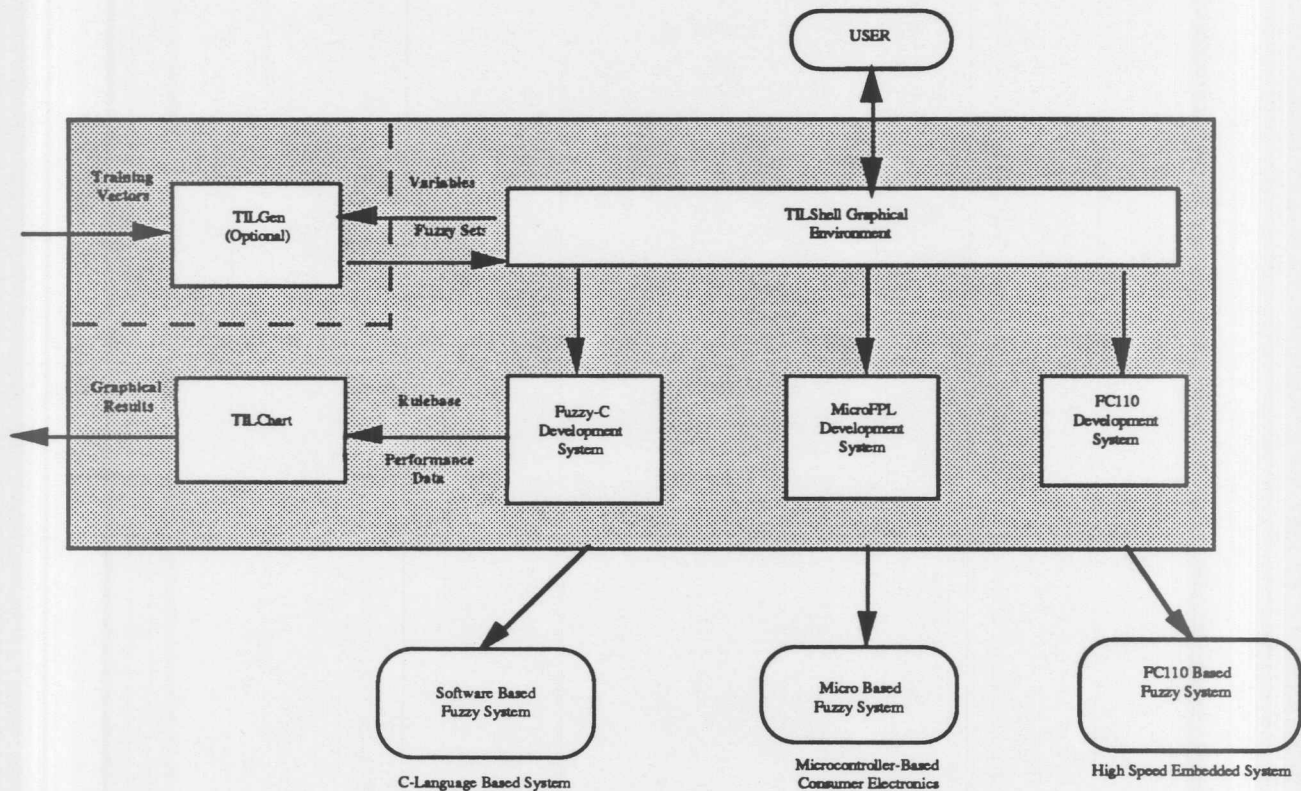 USER
Training
Vectors
TILGen
(Optional)
Variables
Fuzzy Sets
TILShell Graphical
Environment
Graphical
Results
TILChart
Rulebase
Performance
Data
Fuzzy-C
Development
System
MicroFPL
Development
System
FC110
Development
System
Software Based
Fuzzy System
C-Language Based System
Micro Based
Fuzzy System
Microcontroller-Based
Consumer Electronics
FC110 Based
Fuzzy System
High Speed Embedded System